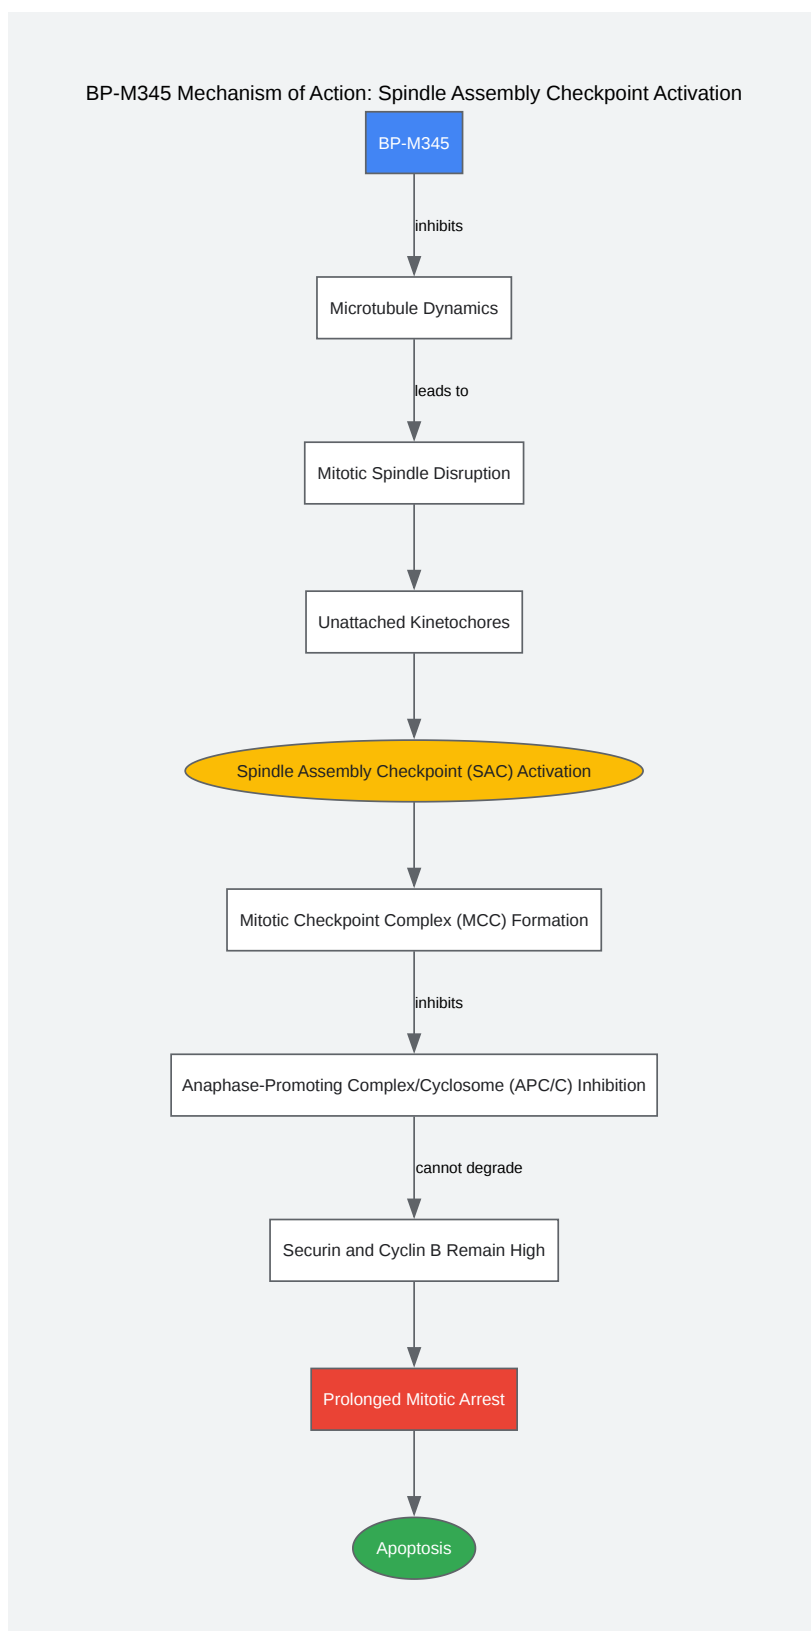 BP-M345 Mechanism of Action: Spindle Assembly Checkpoint Activation
BP-M345
inhibits
Microtubule Dynamics
leads to
Mitotic Spindle Disruption
Unattached Kinetochores
Spindle Assembly Checkpoint (SAC) Activation
Mitotic Checkpoint Complex (MCC) Formation
inhibits
Anaphase-Promoting Complex/Cyclosome (APC/C) Inhibition
cannot degrade
Securin and Cyclin B Remain High
Prolonged Mitotic Arrest
Apoptosis